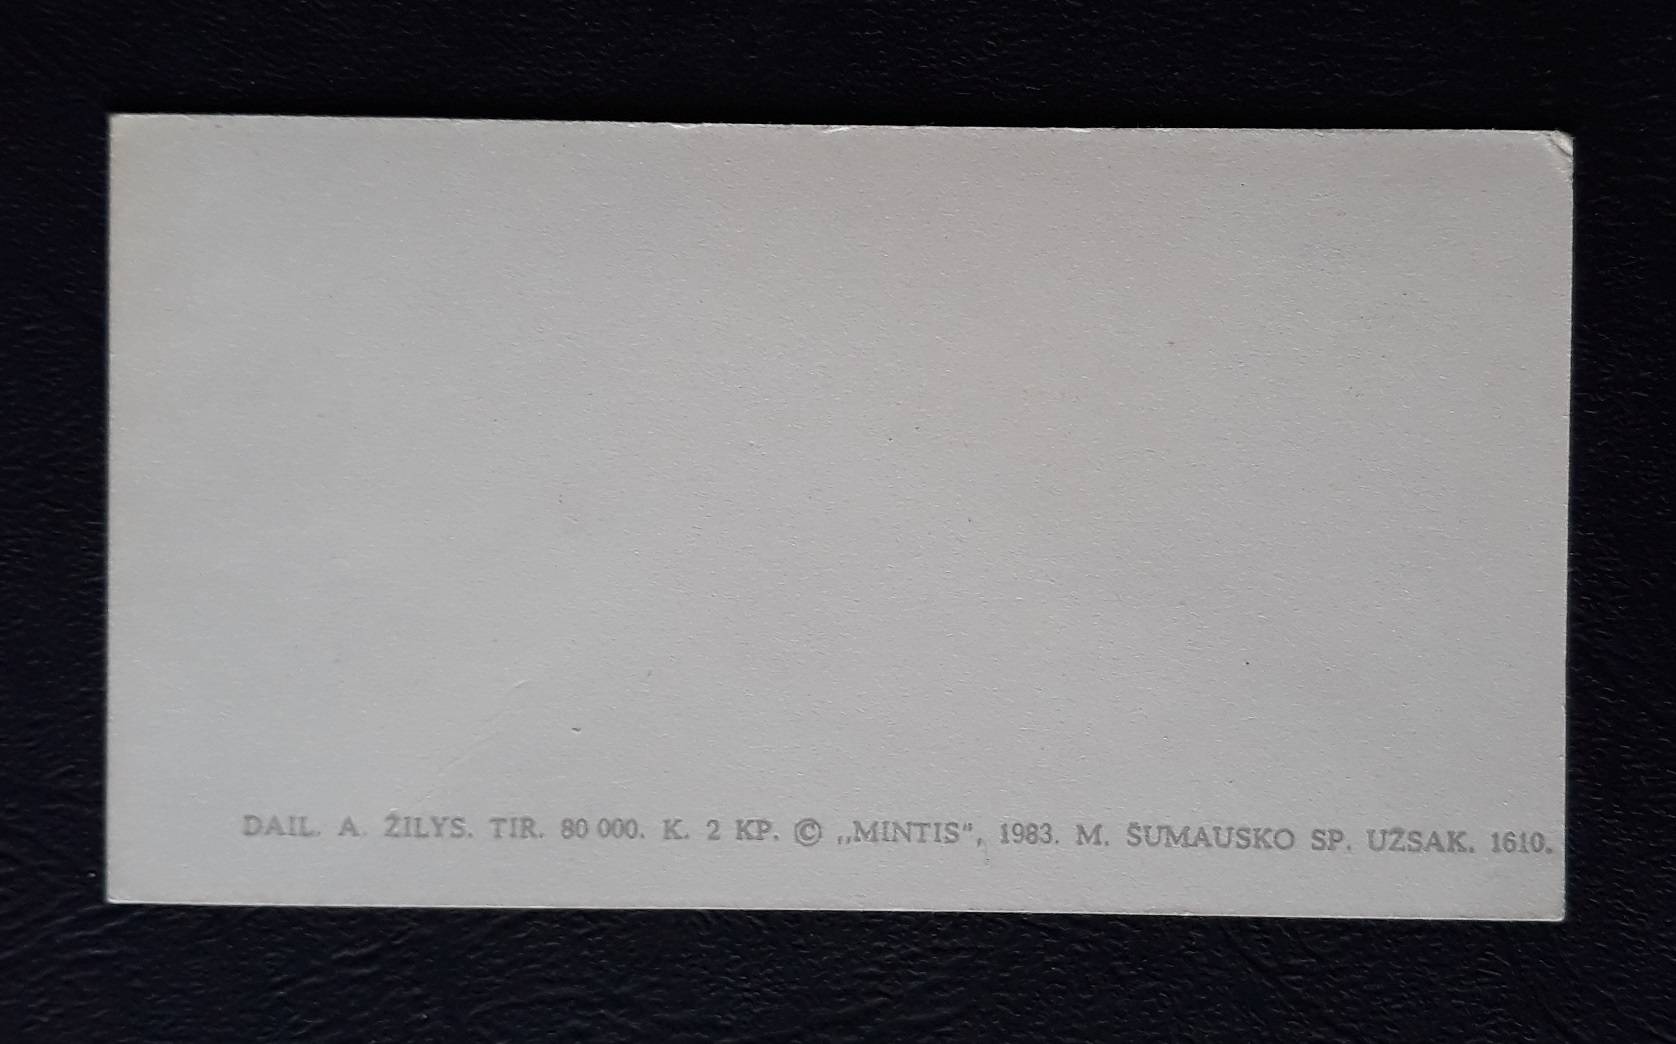 DAIL. A. ŽILYS. TIR. 80 000. K. 2 KP. © „MINTIS“, 1983. M. ŠUMAUSKO SP. UŽSAK. 1610.